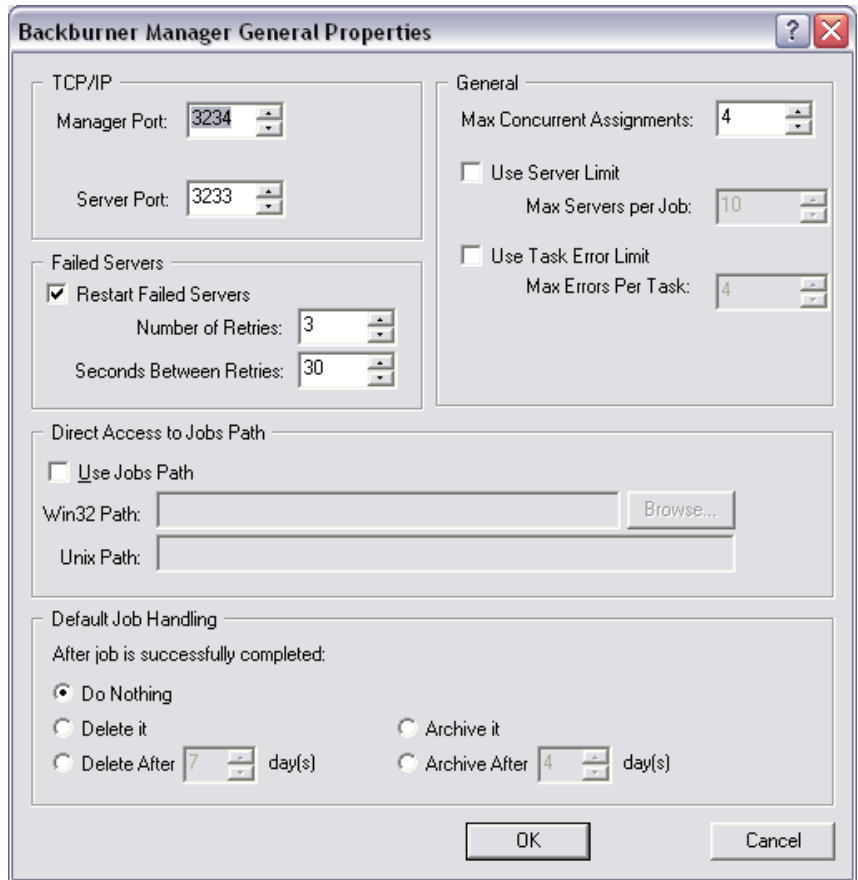 Backburner Manager General Properties
TCP/IP
Manager Port: 3234
Server Port: 3233
General
Max Concurrent Assignments: 4
Use Server Limit
Max Servers per Job: 10
Use Task Error Limit
Max Errors Per Task: 4
Failed Servers
Restart Failed Servers
Number of Retries: 3
Seconds Between Retries: 30
Direct Access to Jobs Path
Use Jobs Path
Win32 Path: Browse...
Unix Path:
Default Job Handling
After job is successfully completed:
Do Nothing
Delete it Archive it
Delete After 7 day(s) Archive After 4 day(s)
OK Cancel